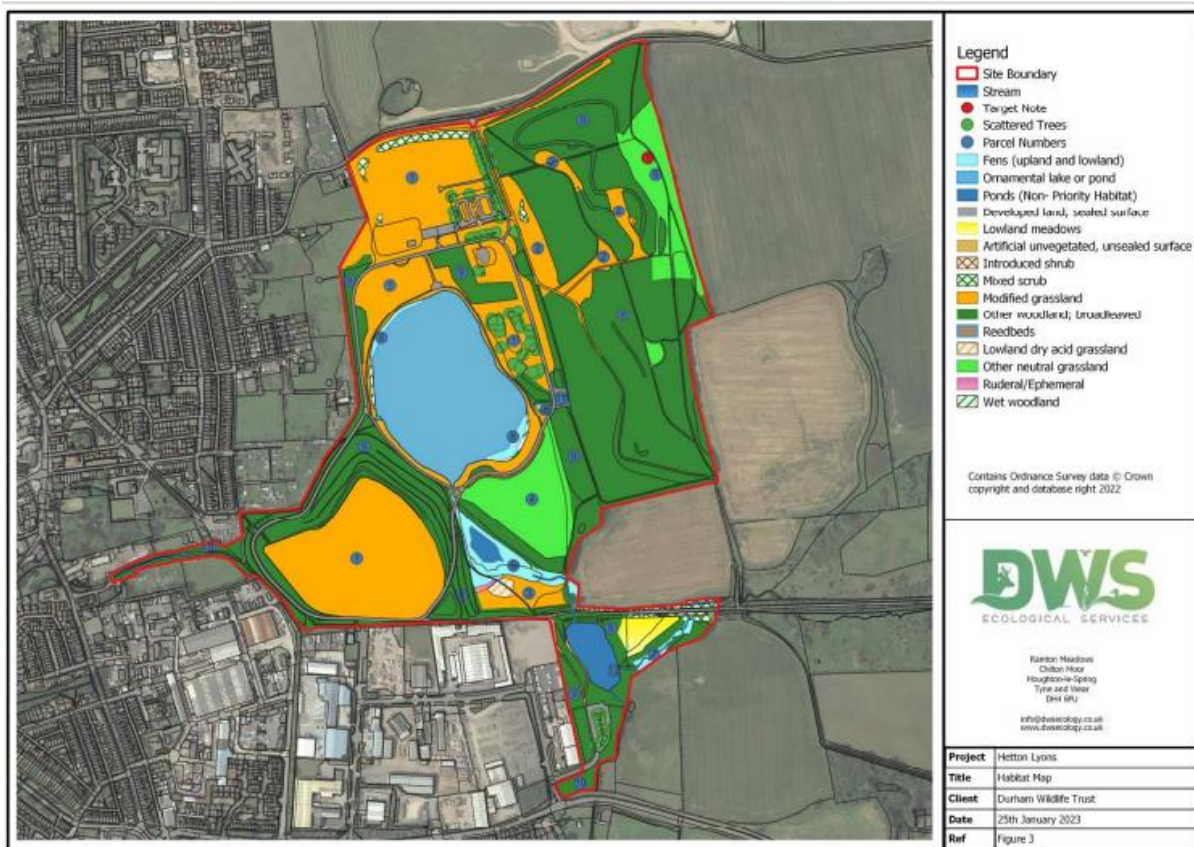 Legend
Site Boundary
Stream
Target Note
Scattered Trees
Parcel Numbers
Fens (upland and lowland)
Ornamental lake or pond
Ponds (Non- Priority Habitat)
Developed land; sealed surface
Lowland meadows
Artificial unvegetated, unsealed surface
Introduced shrub
Mixed scrub
Modified grassland
Other woodland; broadleaved
Reedbeds
Lowland dry acid grassland
Other neutral grassland
Ruderal/Ephemeral
Wet woodland
Contains Ordnance Survey data © Crown
copyright and database right 2022
DWS
ECOLOGICAL SERVICES
Rainton Meadows
Chilton Moor
Houghton-le-Spring
Tyne and Wear
DH4 6PU
info@dwsecology.co.uk
www.dwsecology.co.uk
Project Hetton Lyons
Title Habitat Map
Client Durham Wildlife Trust
Date 25th January 2023
Ref Figure 3